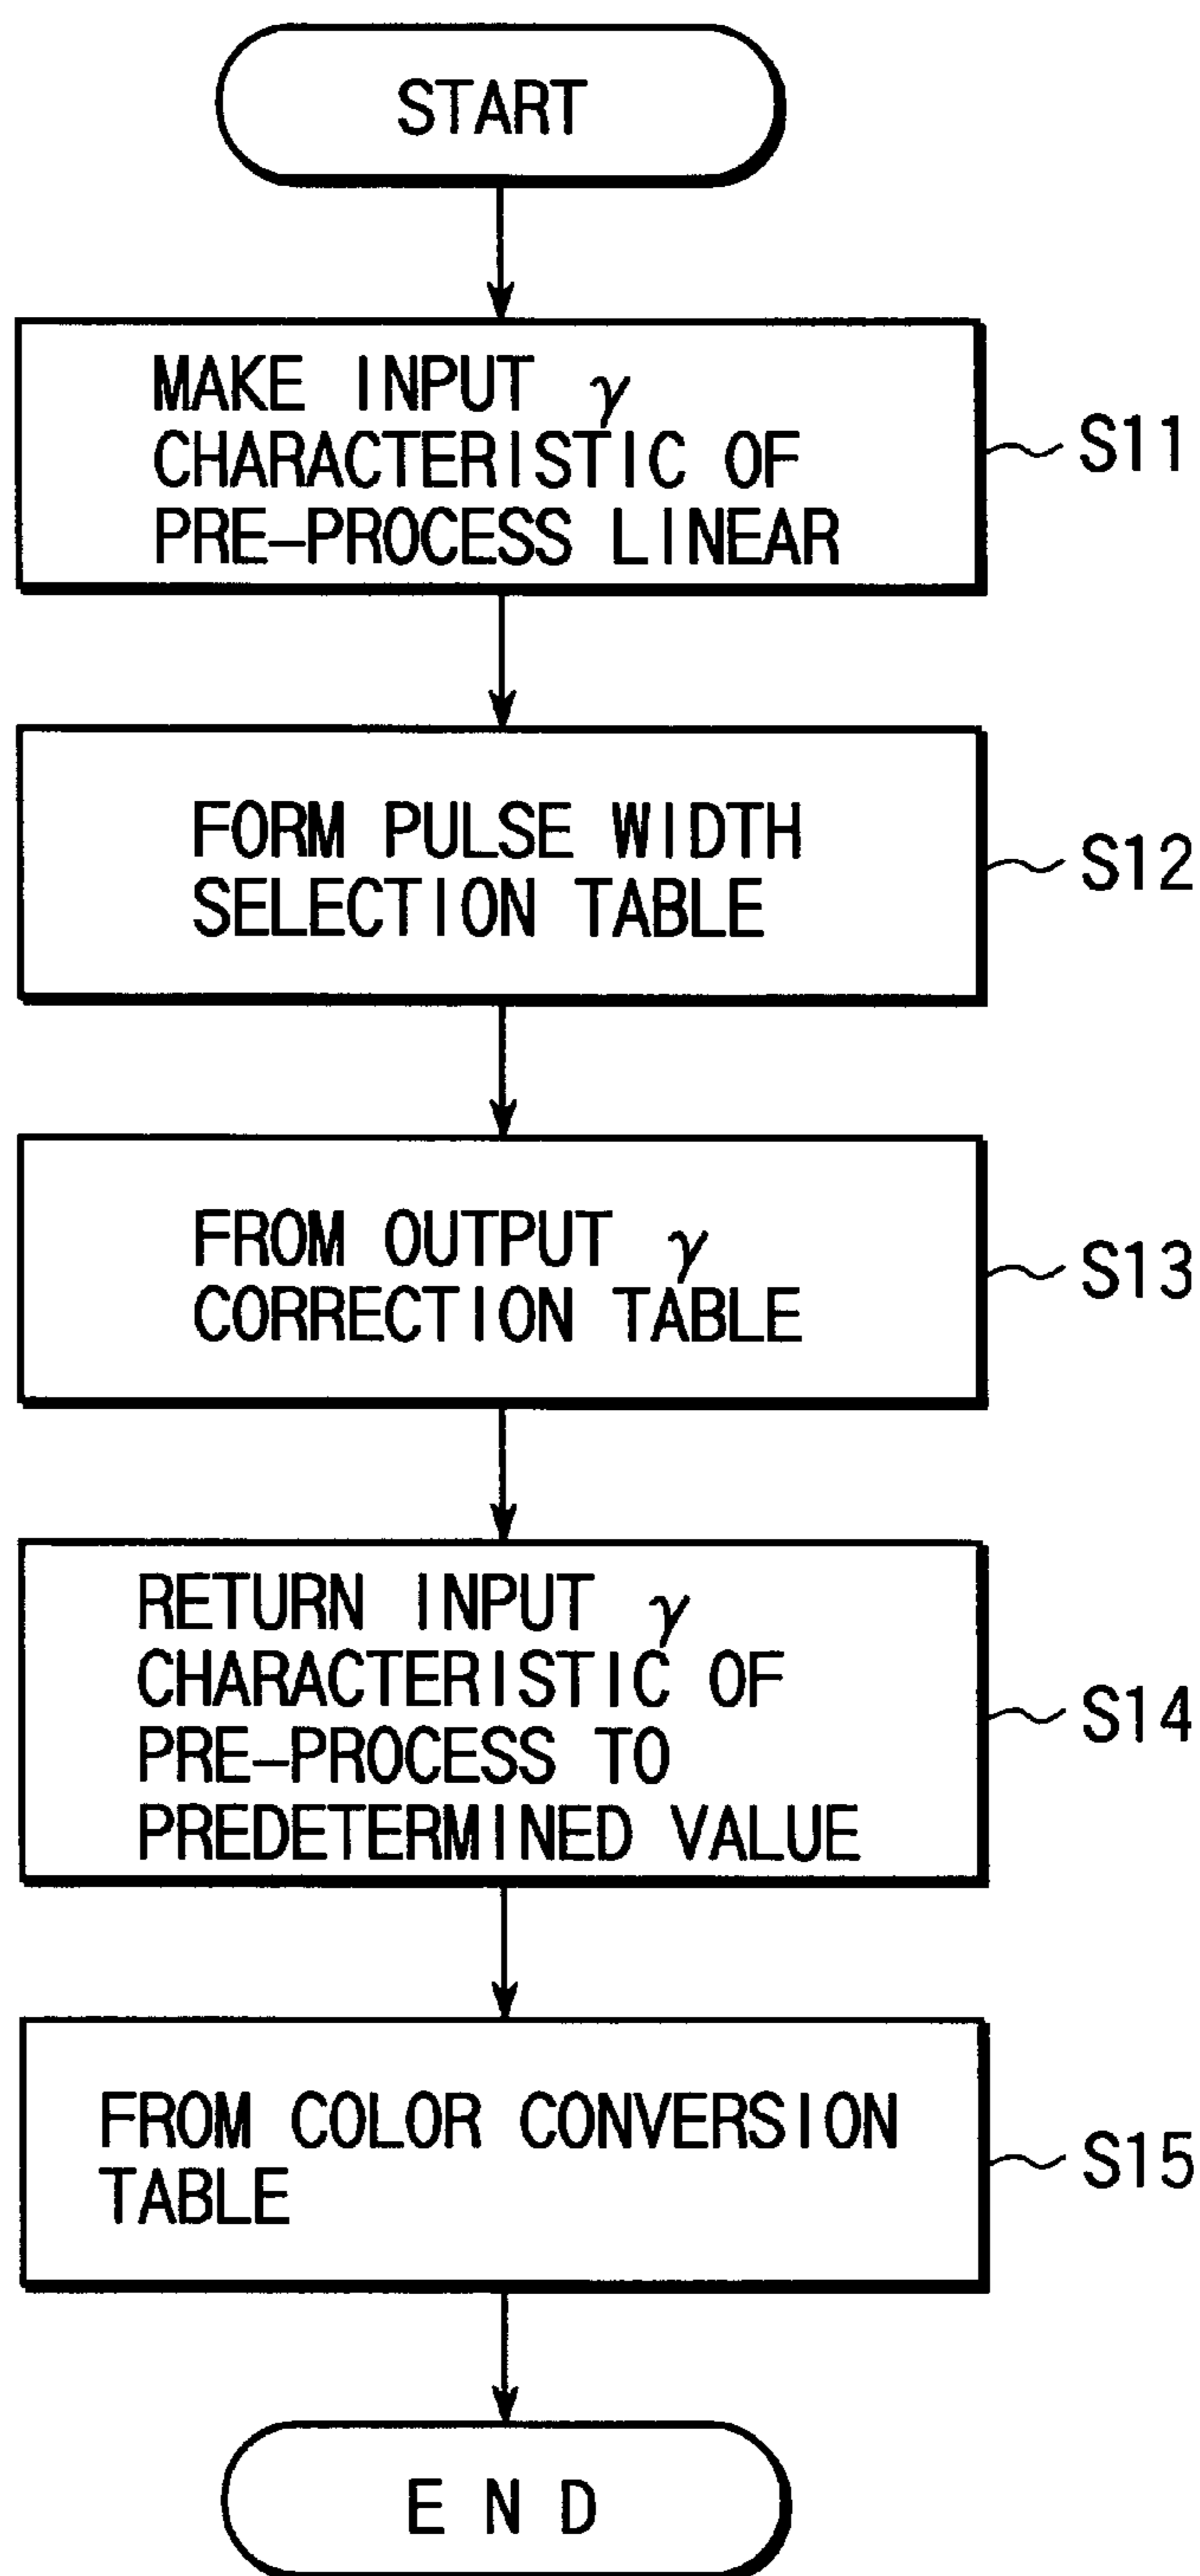 START
MAKE INPUT γ
CHARACTERISTIC OF
PRE-PROCESS LINEAR
S11
FORM PULSE WIDTH
SELECTION TABLE
S12
FROM OUTPUT γ
CORRECTION TABLE
S13
RETURN INPUT γ
CHARACTERISTIC OF
PRE-PROCESS TO
PREDETERMINED VALUE
S14
FROM COLOR CONVERSION
TABLE
S15
END